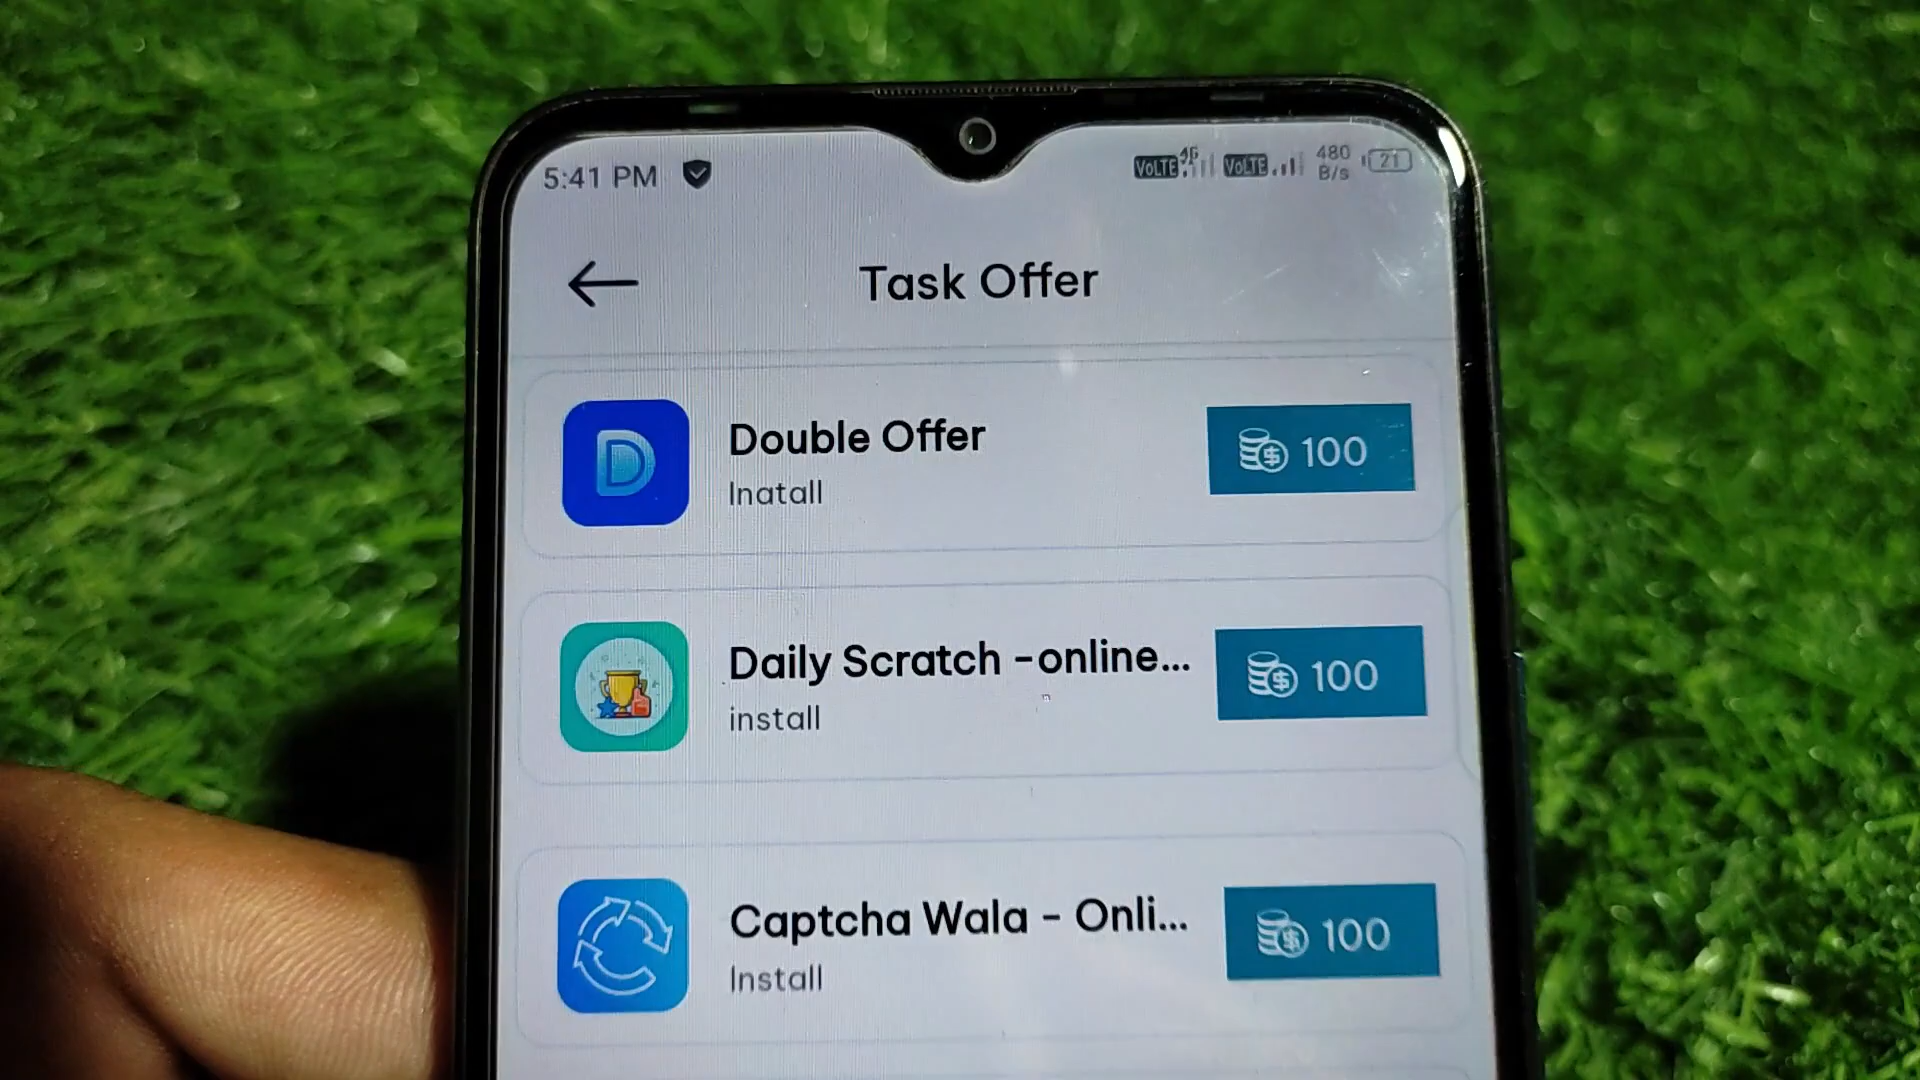 5:41 PM VoLTE 4G VoLTE 480 B/s 21
Task Offer
D
Double Offer
Inatall
100
Daily Scratch -online...
install
100
Captcha Wala - Onli...
Install
100